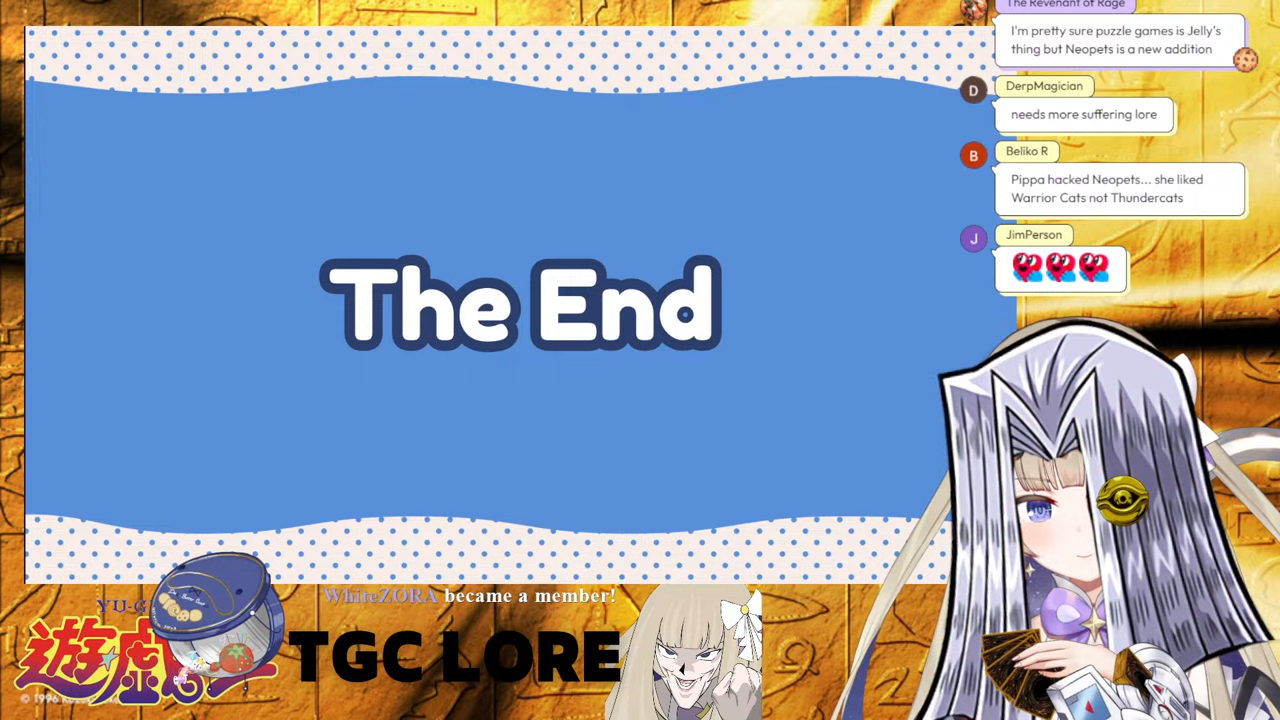 The Revenant of Rage
I'm pretty sure puzzle games is Jelly's
thing but Neopets is a new addition
D
DerpMagician
needs more suffering lore
B
Beliko R
Pippa hacked Neopets... she liked
Warrior Cats not Thundercats
J
JimPerson
The End
WhiteZORA became a member!
YU-G
遊戯
TGC LORE
© 1996